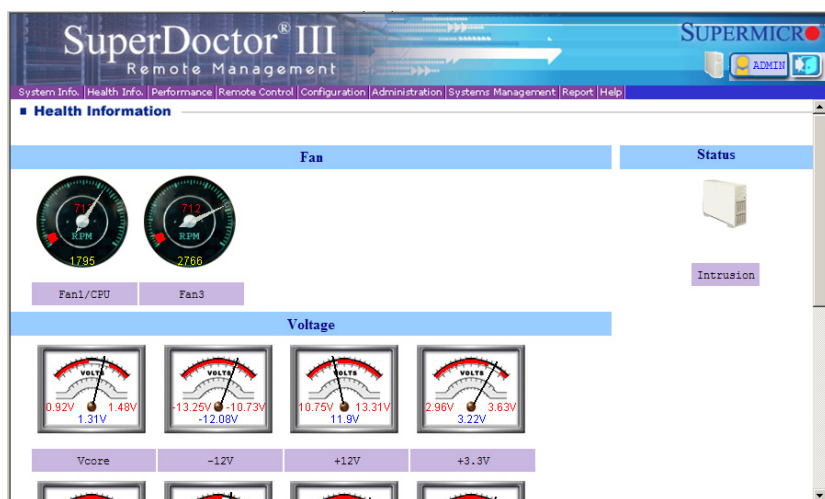 SuperDoctor® III
Remote Management
SUPERMICR
ADMIN
System Info. Health Info. Performance Remote Control Configuration Administration Systems Management Report Help
Health Information
Fan
Status
712
RPM
1795
712
RPM
2766
Fan1/CPU
Fan3
Intrusion
Voltage
VOLTS
0.92V 1.48V
1.31V
VOLTS
-13.25V -10.73V
-12.08V
VOLTS
10.75V 13.31V
11.9V
VOLTS
2.96V 3.63V
3.22V
Vcore
-12V
+12V
+3.3V